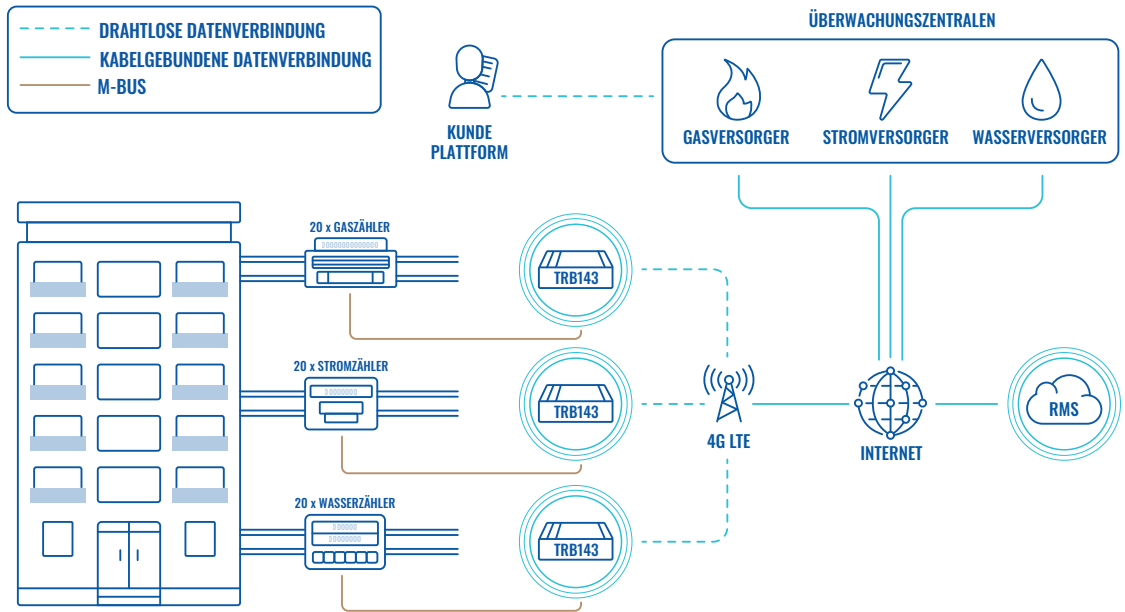 DRAHTLOSE DATENVERBINDUNG
KABELGEBUNDENE DATENVERBINDUNG
M-BUS
KUNDE
PLATTFORM
ÜBERWACHUNGSZENTRALEN
GASVERSORGER
STROMVERSORGER
WASSERVERSORGER
20 x GASZÄHLER
TRB143
20 x STROMZÄHLER
TRB143
4G LTE
INTERNET
RMS
20 x WASSERZÄHLER
TRB143